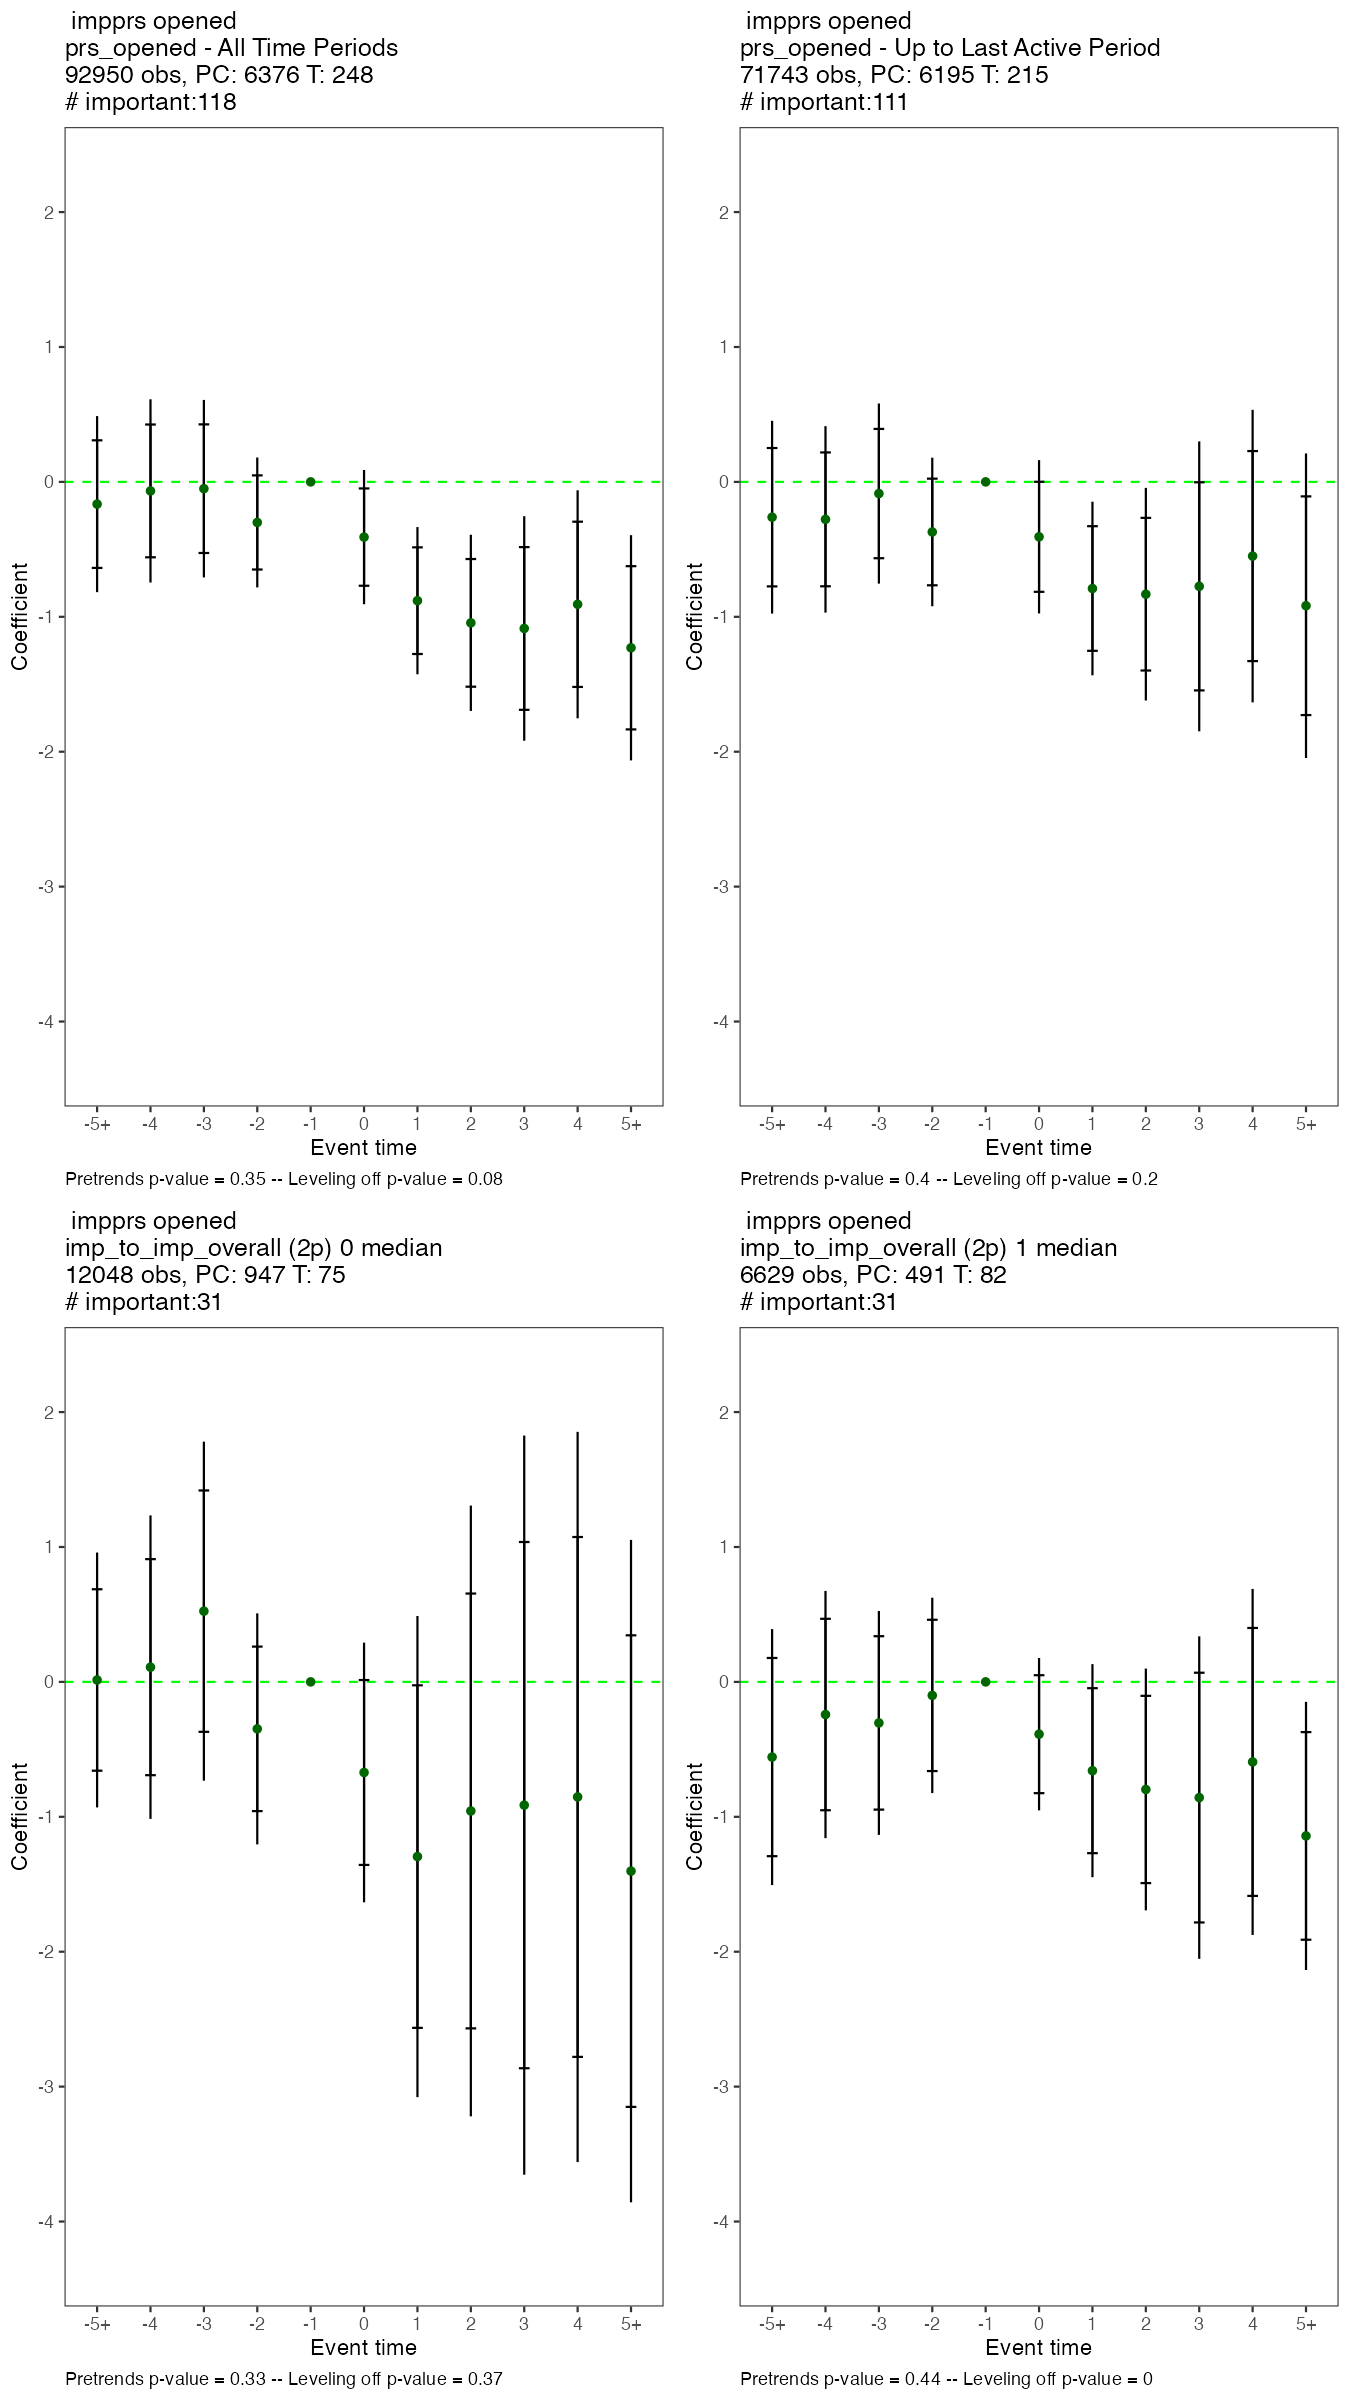 impprs opened
prs_opened - All Time Periods
92950 obs, PC: 6376 T: 248
# important:118
2
1
0
-1
-2
-3
-4
Coefficient
-5+ -4 -3 -2 -1 0 1 2 3 4 5+
Event time
Pretrends p-value = 0.35 -- Leveling off p-value = 0.08
impprs opened
prs_opened - Up to Last Active Period
71743 obs, PC: 6195 T: 215
# important:111
2
1
0
-1
-2
-3
-4
Coefficient
-5+ -4 -3 -2 -1 0 1 2 3 4 5+
Event time
Pretrends p-value = 0.4 -- Leveling off p-value = 0.2
impprs opened
imp_to_imp_overall (2p) 0 median
12048 obs, PC: 947 T: 75
# important:31
2
1
0
-1
-2
-3
-4
Coefficient
-5+ -4 -3 -2 -1 0 1 2 3 4 5+
Event time
Pretrends p-value = 0.33 -- Leveling off p-value = 0.37
impprs opened
imp_to_imp_overall (2p) 1 median
6629 obs, PC: 491 T: 82
# important:31
2
1
0
-1
-2
-3
-4
Coefficient
-5+ -4 -3 -2 -1 0 1 2 3 4 5+
Event time
Pretrends p-value = 0.44 -- Leveling off p-value = 0